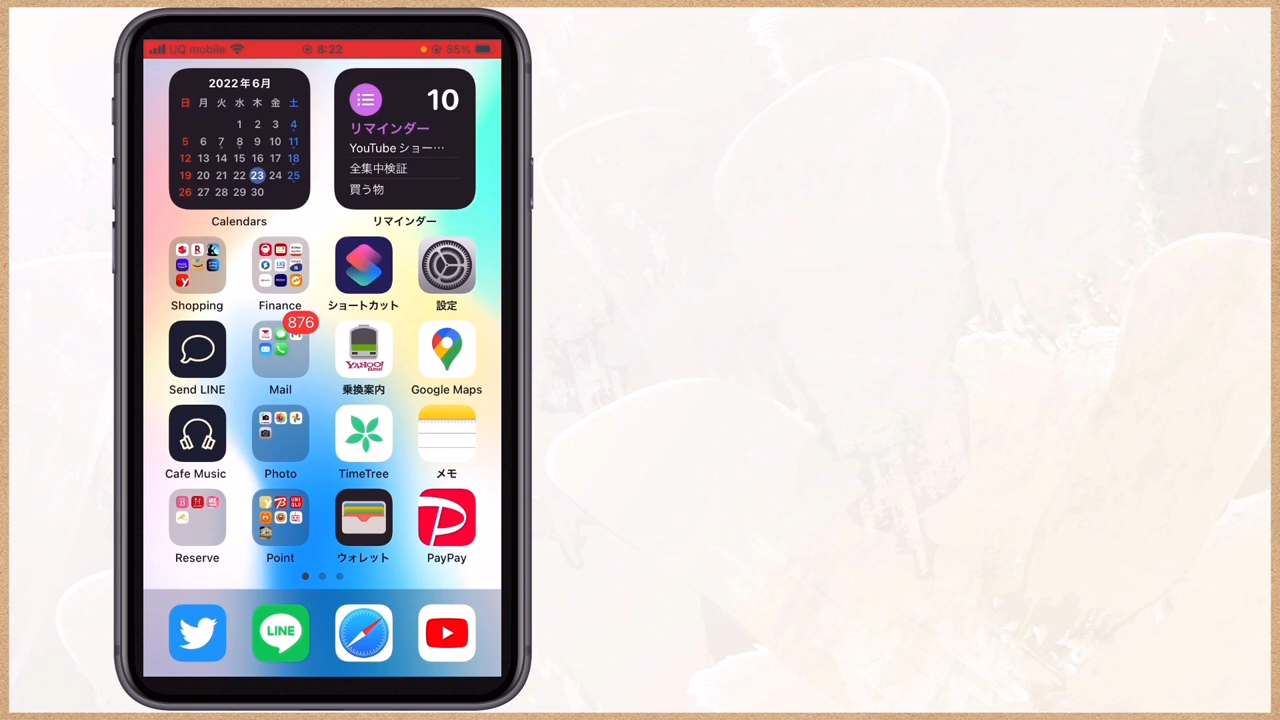 UQ mobile 8:22 85%
2022年6月
日 月 火 水 木 金 土
1 2 3 4
5 6 7 8 9 10 11
12 13 14 15 16 17 18
19 20 21 22 23 24 25
26 27 28 29 30
Calendars
10
リマインダー
YouTube ショー…
全集中検証
買う物
リマインダー
Shopping Finance ショートカット 設定
876
YAHOO!
Send LINE Mail 乗換案内 Google Maps
Cafe Music Photo TimeTree メモ
Reserve Point ウォレット PayPay
LINE